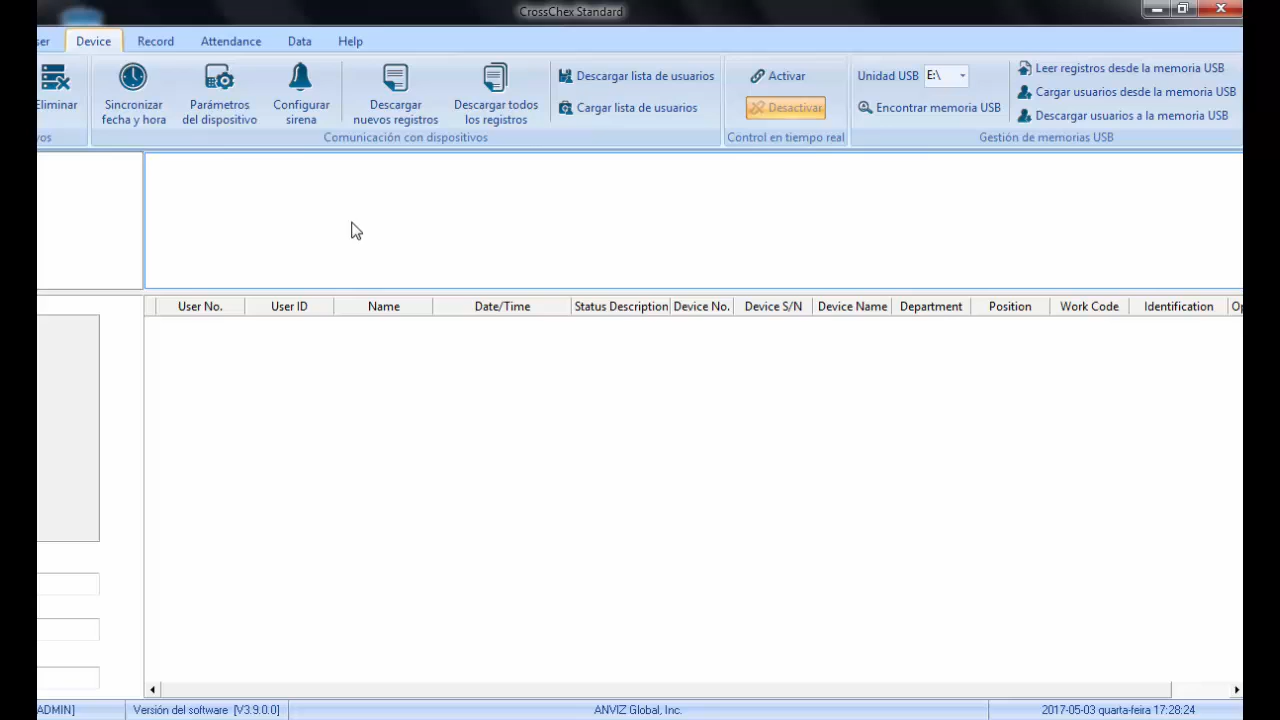 CrossChex Standard
ser Device Record Attendance Data Help
Eliminar
Sincronizar
fecha y hora
Parámetros
del dispositivo
Configurar
sirena
Descargar
nuevos registros
Descargar todos
los registros
Descargar lista de usuarios
Cargar lista de usuarios
Activar
Desactivar
Unidad USB E:\
Encontrar memoria USB
Leer registros desde la memoria USB
Cargar usuarios desde la memoria USB
Descargar usuarios a la memoria USB
vos Comunicación con dispositivos Control en tiempo real Gestión de memorias USB
User No. User ID Name Date/Time Status Description Device No. Device S/N Device Name Department Position Work Code Identification Op
ADMIN] Versión del software [V3.9.0.0] ANVIZ Global, Inc. 2017-05-03 quarta-feira 17:28:24